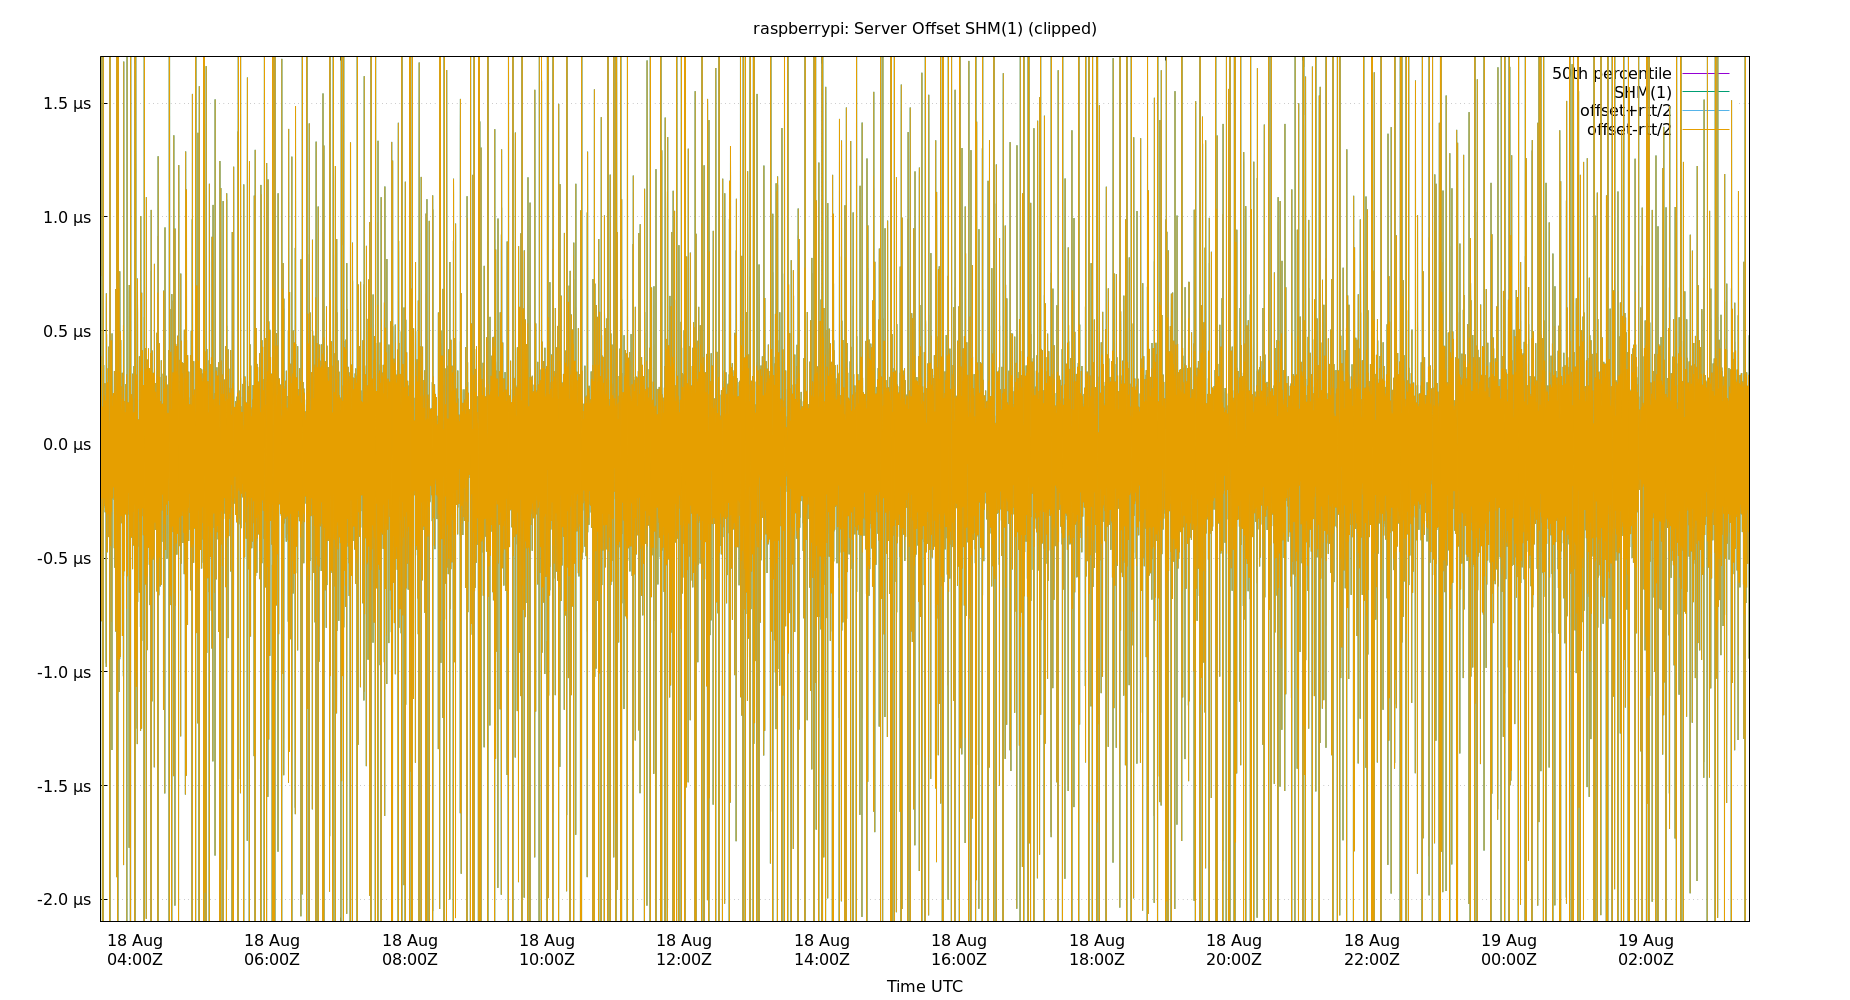 raspberrypi: Server Offset SHM(1) (clipped)
50th percentile
SHM(1)
offset+rtt/2
offset-rtt/2
1.5 µs
1.0 µs
0.5 µs
0.0 µs
-0.5 µs
-1.0 µs
-1.5 µs
-2.0 µs
18 Aug 18 Aug 18 Aug 18 Aug 18 Aug 18 Aug 18 Aug 18 Aug 18 Aug 18 Aug 19 Aug 19 Aug
04:00Z 06:00Z 08:00Z 10:00Z 12:00Z 14:00Z 16:00Z 18:00Z 20:00Z 22:00Z 00:00Z 02:00Z
Time UTC